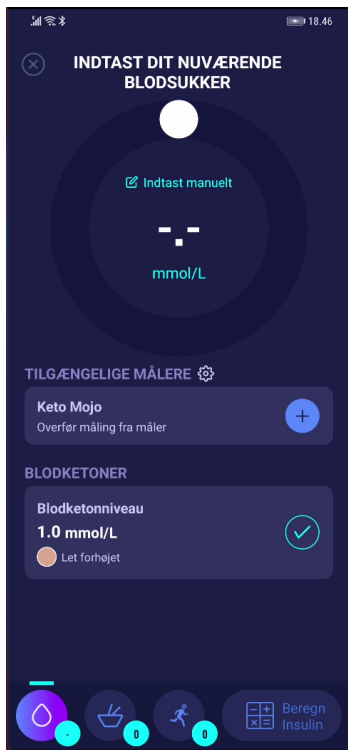 18.46
INDTAST DIT NUVÆRENDE
BLODSUKKER
Indtast manuelt
-.-
mmol/L
TILGÆNGELIGE MÅLERE
Keto Mojo
Overfør måling fra måler
BLODKETONER
Blodketonniveau
1.0 mmol/L
Let forhøjet
-
0
0
Beregn
Insulin